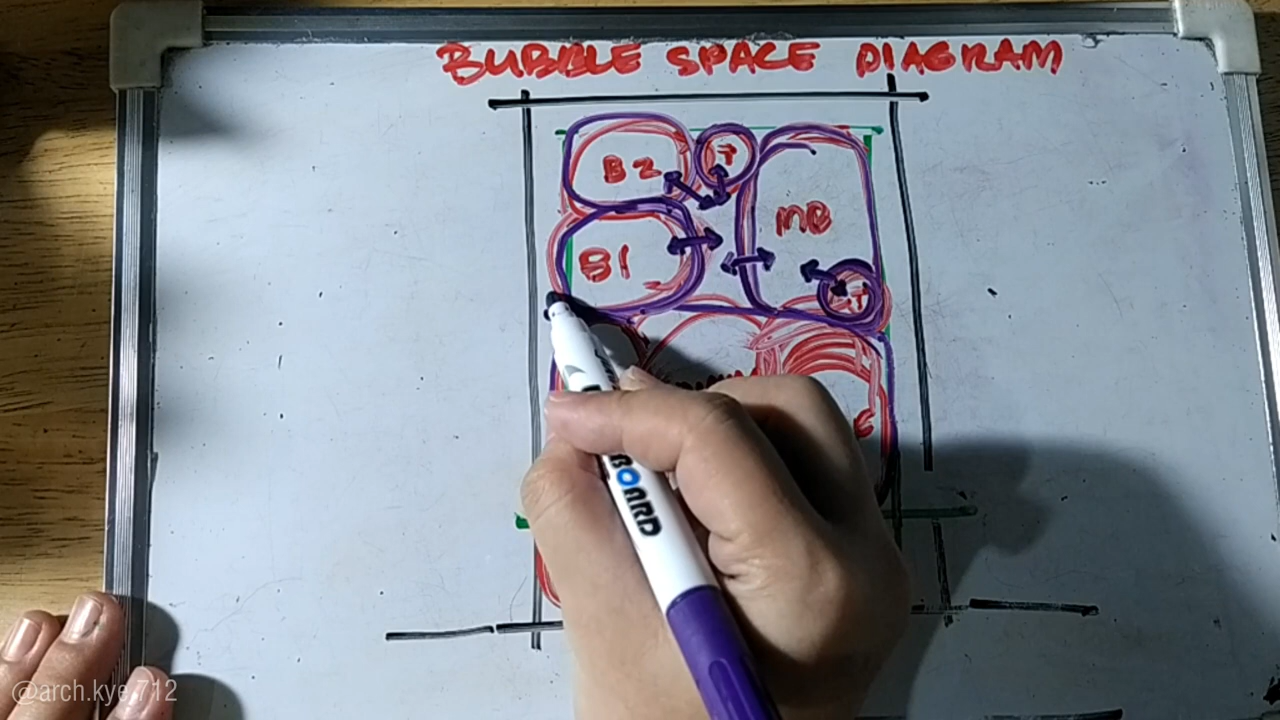 BUBBLE SPACE DIAGRAM
B2
T
MB
B1
T
BOARD
@arch.kye.712